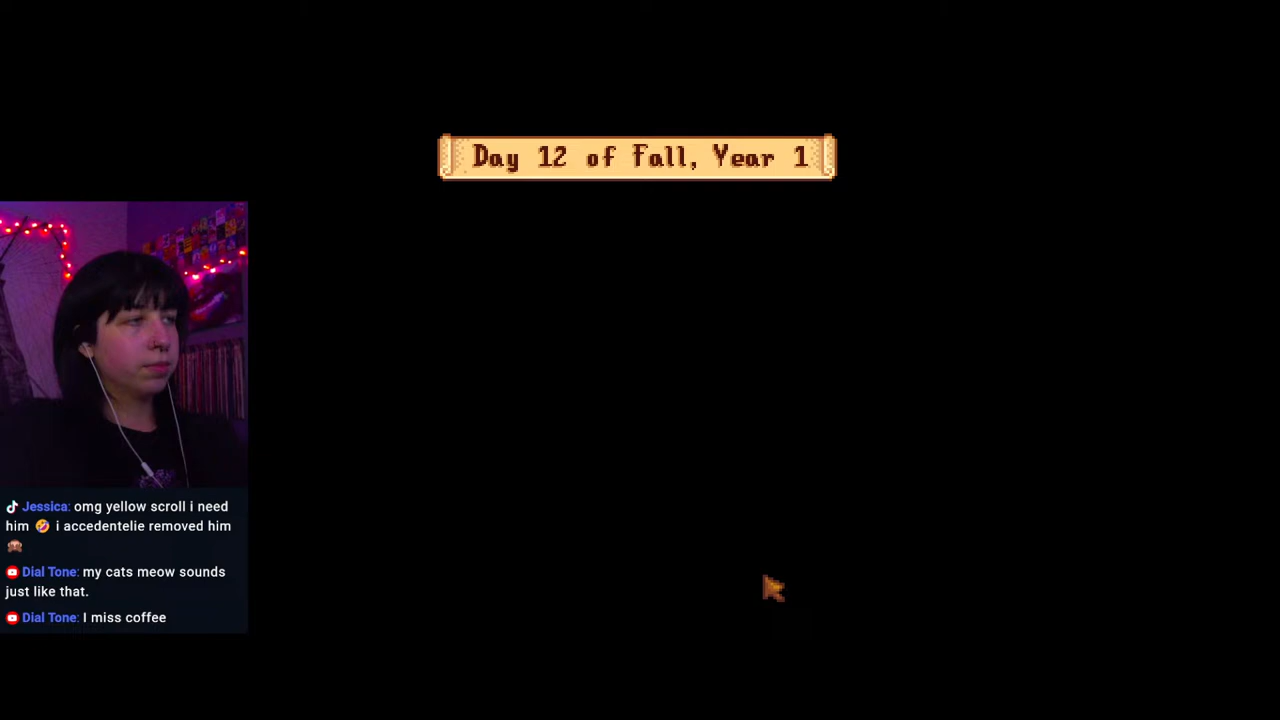 Day 12 of Fall, Year 1
Jessica: omg yellow scroll i need
him 🤣 i accedentelie removed him
🙊
Dial Tone: my cats meow sounds
just like that.
Dial Tone: I miss coffee